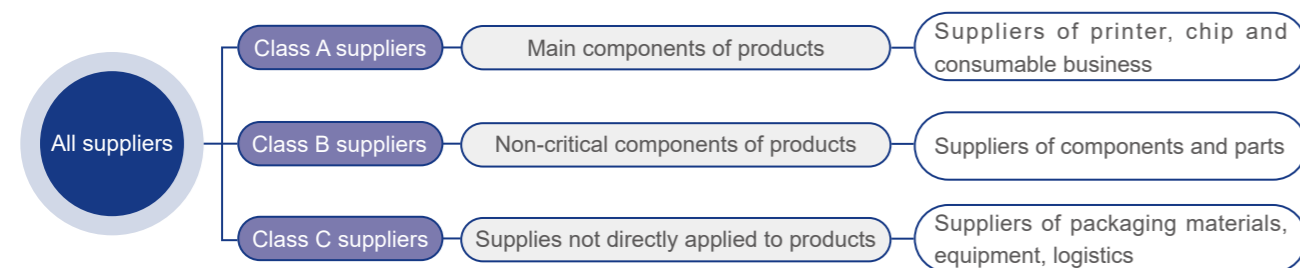 All suppliers
Class A suppliers
Main components of products
Suppliers of printer, chip and
consumable business
Class B suppliers
Non-critical components of products
Suppliers of components and parts
Class C suppliers
Supplies not directly applied to products
Suppliers of packaging materials,
equipment, logistics